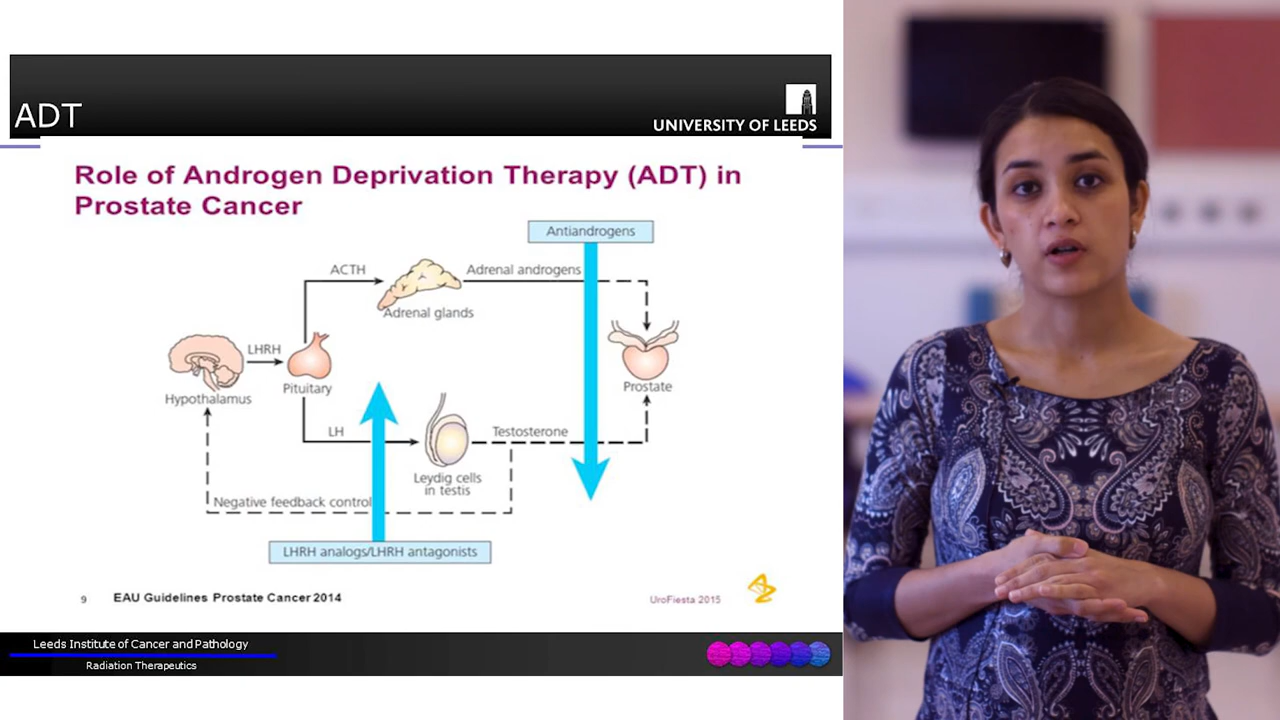 ADT
UNIVERSITY OF LEEDS
Role of Androgen Deprivation Therapy (ADT) in
Prostate Cancer
Antiandrogens
ACTH
Adrenal androgens
Adrenal glands
LHRH
Hypothalamus
Pituitary
Prostate
LH
Testosterone
Leydig cells
in testis
Negative feedback control
LHRH analogs/LHRH antagonists
9
EAU Guidelines Prostate Cancer 2014
UroFiesta 2015
Leeds Institute of Cancer and Pathology
Radiation Therapeutics